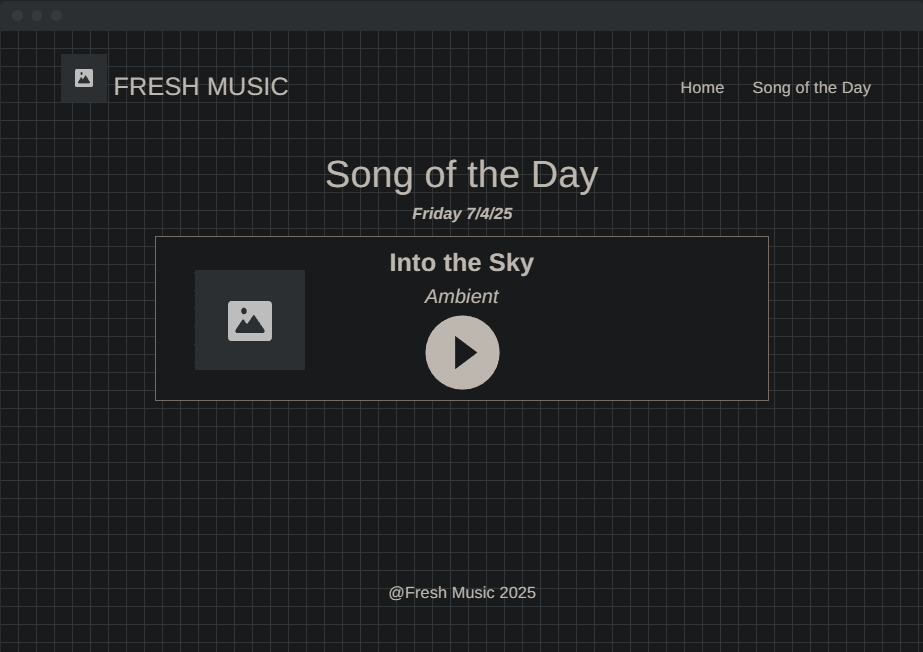 FRESH MUSIC
Home
Song of the Day
Song of the Day
Friday 7/4/25
Into the Sky
Ambient
@Fresh Music 2025